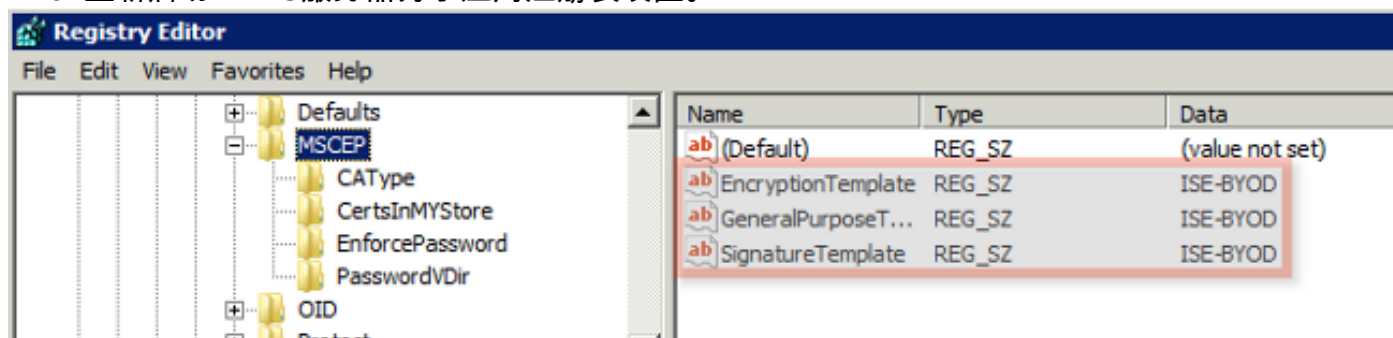 Registry Editor
File Edit View Favorites Help
Defaults
MSCEP
CAType
CertsInMYStore
EnforcePassword
PasswordVDir
OID
Name Type Data
(Default) REG_SZ (value not set)
EncryptionTemplate REG_SZ ISE-BYOD
GeneralPurposeT... REG_SZ ISE-BYOD
SignatureTemplate REG_SZ ISE-BYOD